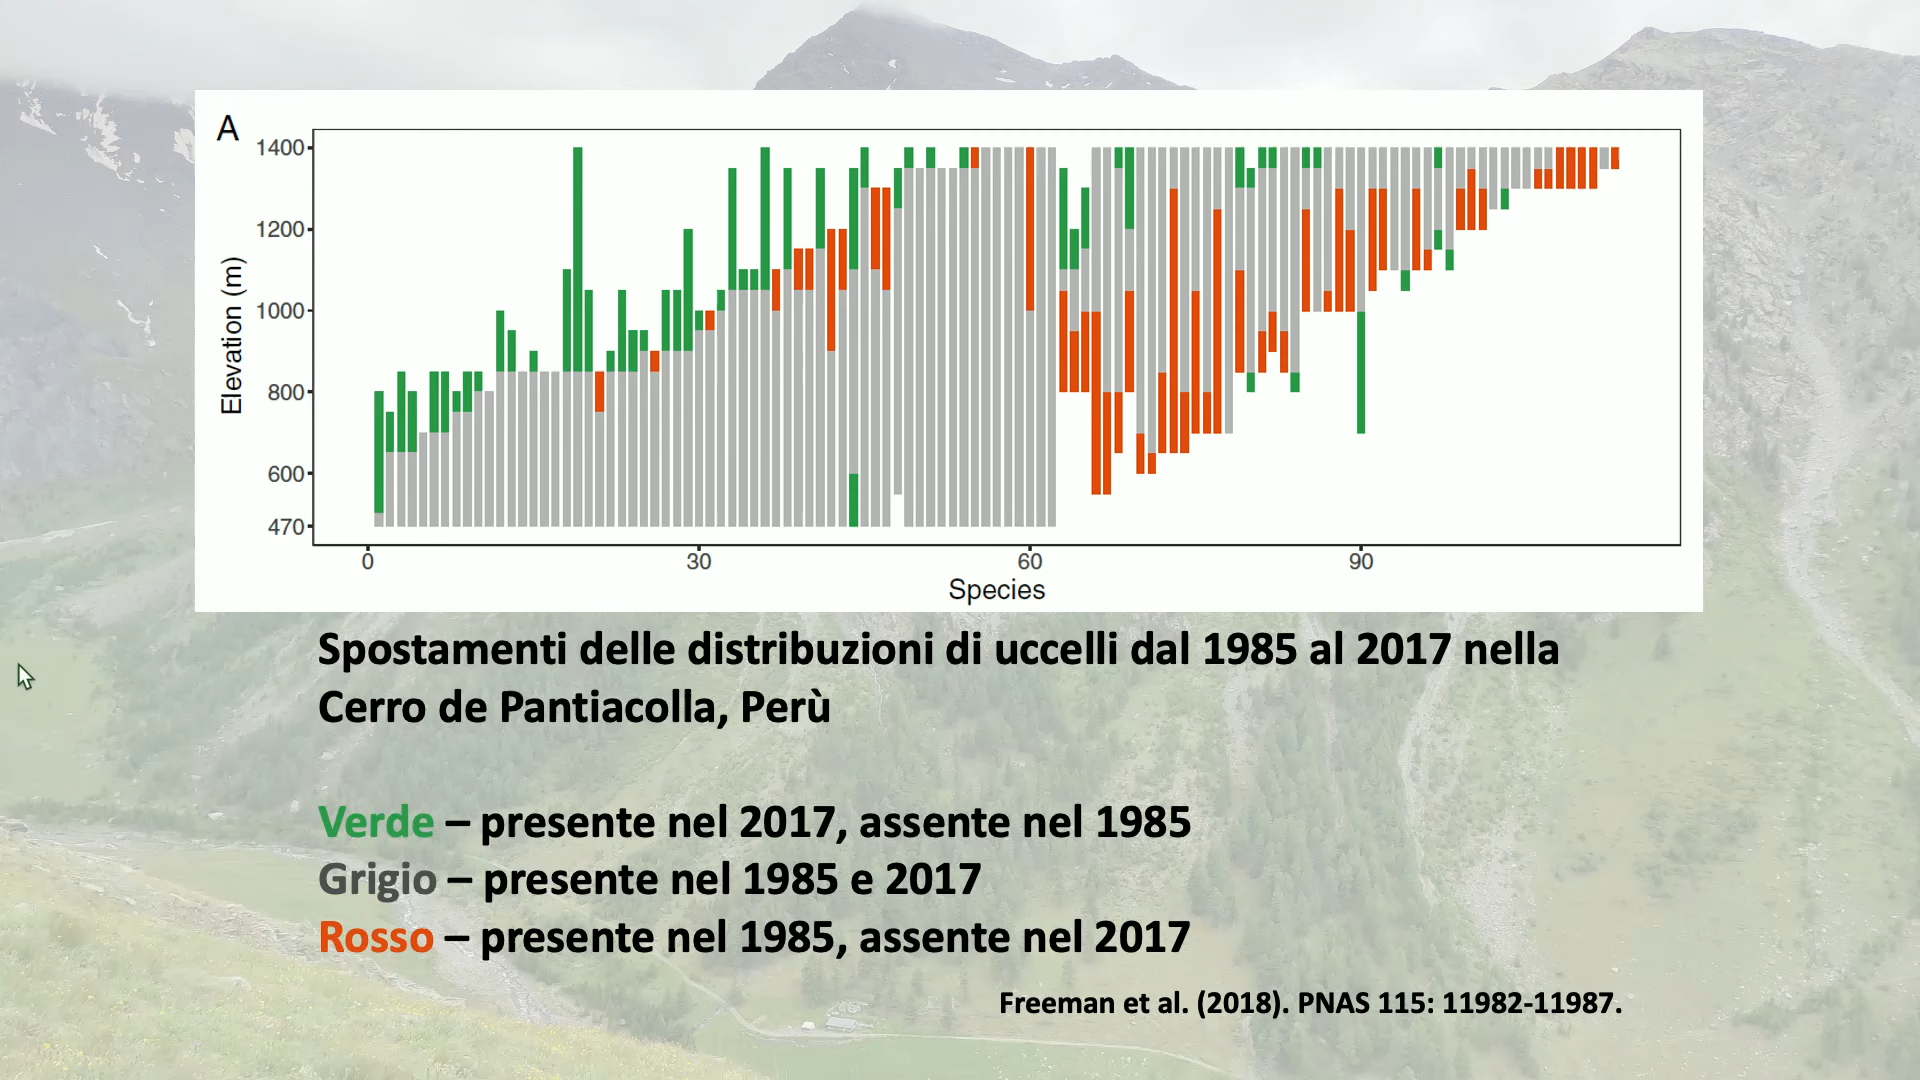 A
1400
1200
1000
800
600
470
Elevation (m)
0 30 60 90
Species
Spostamenti delle distribuzioni di uccelli dal 1985 al 2017 nella
Cerro de Pantiacolla, Perù
Verde – presente nel 2017, assente nel 1985
Grigio – presente nel 1985 e 2017
Rosso – presente nel 1985, assente nel 2017
Freeman et al. (2018). PNAS 115: 11982-11987.